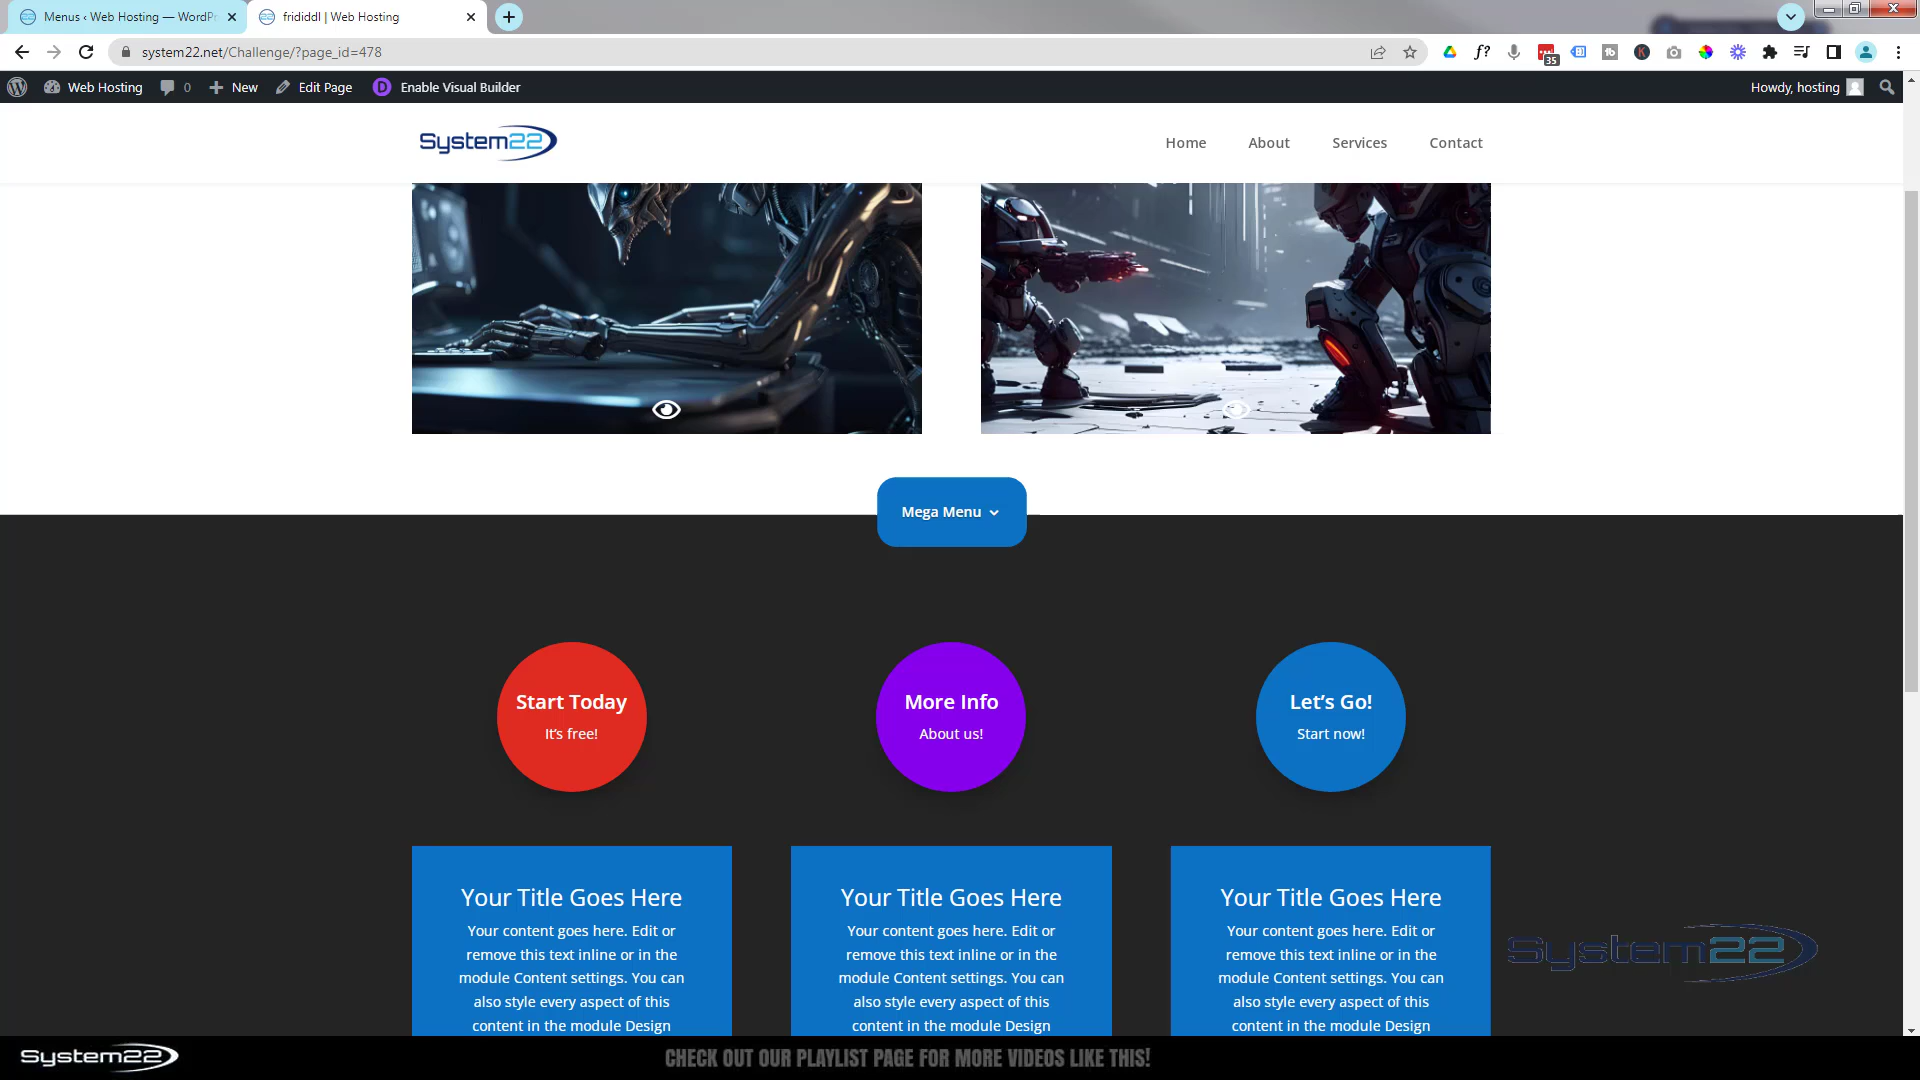 Menus ‹ Web Hosting — WordPr
frididdl | Web Hosting
system22.net/Challenge/?page_id=478
f?
35
Web Hosting
0
New
Edit Page
Enable Visual Builder
Howdy, hosting
System22
Home
About
Services
Contact
Mega Menu
Start Today
It's free!
More Info
About us!
Let's Go!
Start now!
Your Title Goes Here
Your content goes here. Edit or
remove this text inline or in the
module Content settings. You can
also style every aspect of this
content in the module Design
Your Title Goes Here
Your content goes here. Edit or
remove this text inline or in the
module Content settings. You can
also style every aspect of this
content in the module Design
Your Title Goes Here
Your content goes here. Edit or
remove this text inline or in the
module Content settings. You can
also style every aspect of this
content in the module Design
System22
System22
CHECK OUT OUR PLAYLIST PAGE FOR MORE VIDEOS LIKE THIS!